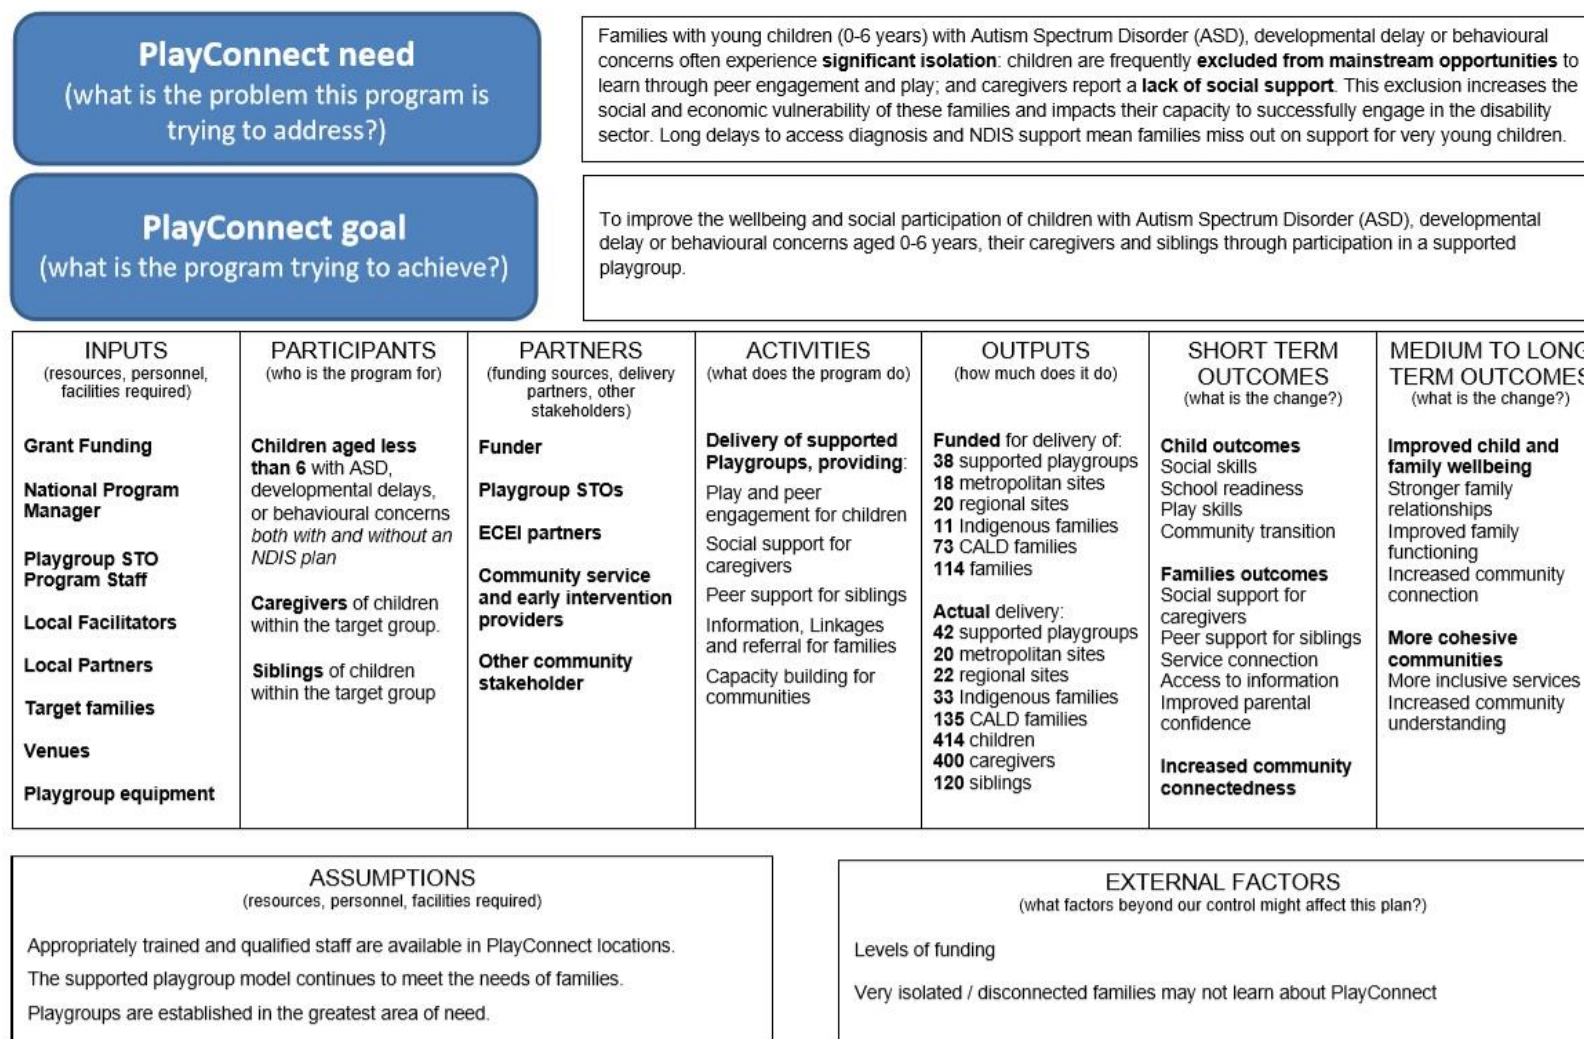 PlayConnect need
(what is the problem this program is
trying to address?)
Families with young children (0-6 years) with Autism Spectrum Disorder (ASD), developmental delay or behavioural
concerns often experience significant isolation: children are frequently excluded from mainstream opportunities to
learn through peer engagement and play; and caregivers report a lack of social support. This exclusion increases the
social and economic vulnerability of these families and impacts their capacity to successfully engage in the disability
sector. Long delays to access diagnosis and NDIS support mean families miss out on support for very young children.
PlayConnect goal
(what is the program trying to achieve?)
To improve the wellbeing and social participation of children with Autism Spectrum Disorder (ASD), developmental
delay or behavioural concerns aged 0-6 years, their caregivers and siblings through participation in a supported
playgroup.
INPUTS
(resources, personnel,
facilities required)
Grant Funding
National Program
Manager
Playgroup STO
Program Staff
Local Facilitators
Local Partners
Target families
Venues
Playgroup equipment
PARTICIPANTS
(who is the program for)
Children aged less
than 6 with ASD,
developmental delays,
or behavioural concerns
both with and without an
NDIS plan
Caregivers of children
within the target group.
Siblings of children
within the target group
PARTNERS
(funding sources, delivery
partners, other
stakeholders)
Funder
Playgroup STOs
ECEI partners
Community service
and early intervention
providers
Other community
stakeholder
ACTIVITIES
(what does the program do)
Delivery of supported
Playgroups, providing:
Play and peer
engagement for children
Social support for
caregivers
Peer support for siblings
Information, Linkages
and referral for families
Capacity building for
communities
OUTPUTS
(how much does it do)
Funded for delivery of:
38 supported playgroups
18 metropolitan sites
20 regional sites
11 Indigenous families
73 CALD families
114 families
Actual delivery:
42 supported playgroups
20 metropolitan sites
22 regional sites
33 Indigenous families
135 CALD families
414 children
400 caregivers
120 siblings
SHORT TERM
OUTCOMES
(what is the change?)
Child outcomes
Social skills
School readiness
Play skills
Community transition
Families outcomes
Social support for
caregivers
Peer support for siblings
Service connection
Access to information
Improved parental
confidence
Increased community
connectedness
MEDIUM TO LONG
TERM OUTCOMES
(what is the change?)
Improved child and
family wellbeing
Stronger family
relationships
Improved family
functioning
Increased community
connection
More cohesive
communities
More inclusive services
Increased community
understanding
ASSUMPTIONS
(resources, personnel, facilities required)
Appropriately trained and qualified staff are available in PlayConnect locations.
The supported playgroup model continues to meet the needs of families.
Playgroups are established in the greatest area of need.
EXTERNAL FACTORS
(what factors beyond our control might affect this plan?)
Levels of funding
Very isolated / disconnected families may not learn about PlayConnect